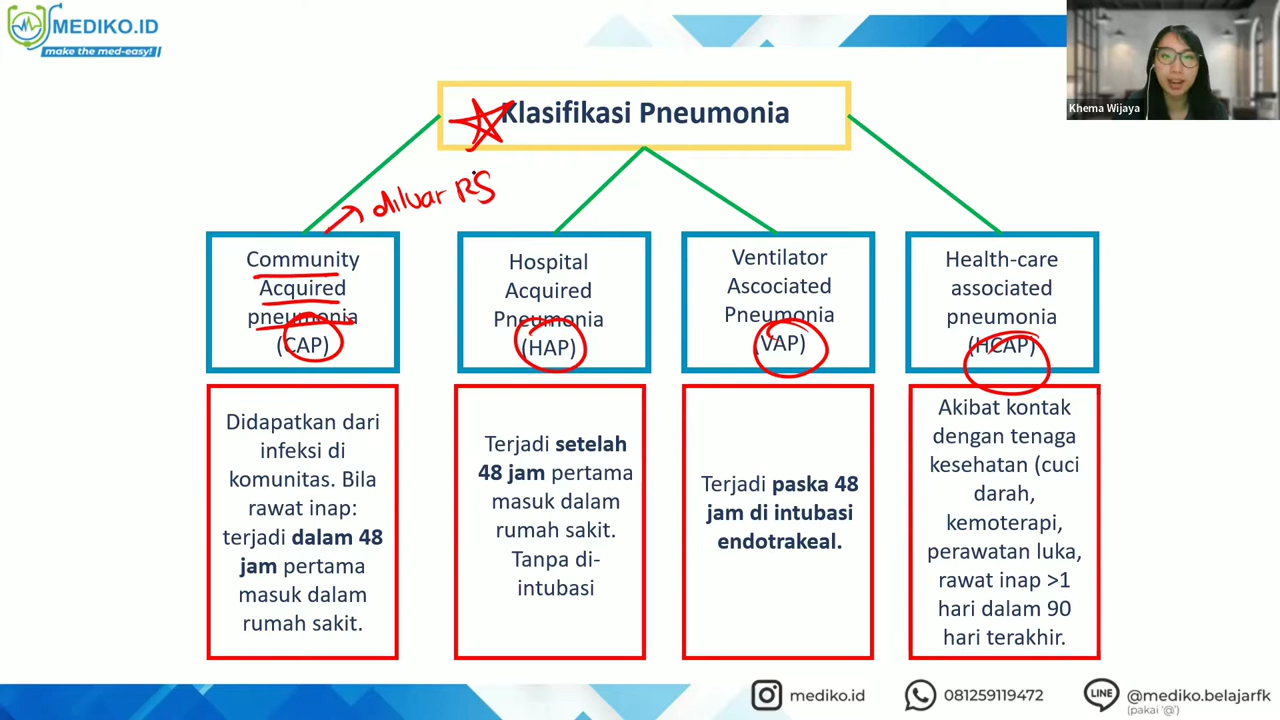 MEDIKO.ID
make the med-easy!
Khema Wijaya
Klasifikasi Pneumonia
diluar RS
Community
Acquired
pneumonia
(CAP)
Hospital
Acquired
Pneumonia
(HAP)
Ventilator
Ascociated
Pneumonia
(VAP)
Health-care
associated
pneumonia
(HCAP)
Didapatkan dari
infeksi di
komunitas. Bila
rawat inap:
terjadi dalam 48
jam pertama
masuk dalam
rumah sakit.
Terjadi setelah
48 jam pertama
masuk dalam
rumah sakit.
Tanpa di-
intubasi
Terjadi paska 48
jam di intubasi
endotrakeal.
Akibat kontak
dengan tenaga
kesehatan (cuci
darah,
kemoterapi,
perawatan luka,
rawat inap >1
hari dalam 90
hari terakhir.
mediko.id
081259119472
LINE
@mediko.belajarfk
(pakai '@')